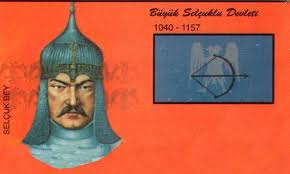 Büyük Selçuklu Devleti
1040 - 1157
SELÇUK BEY